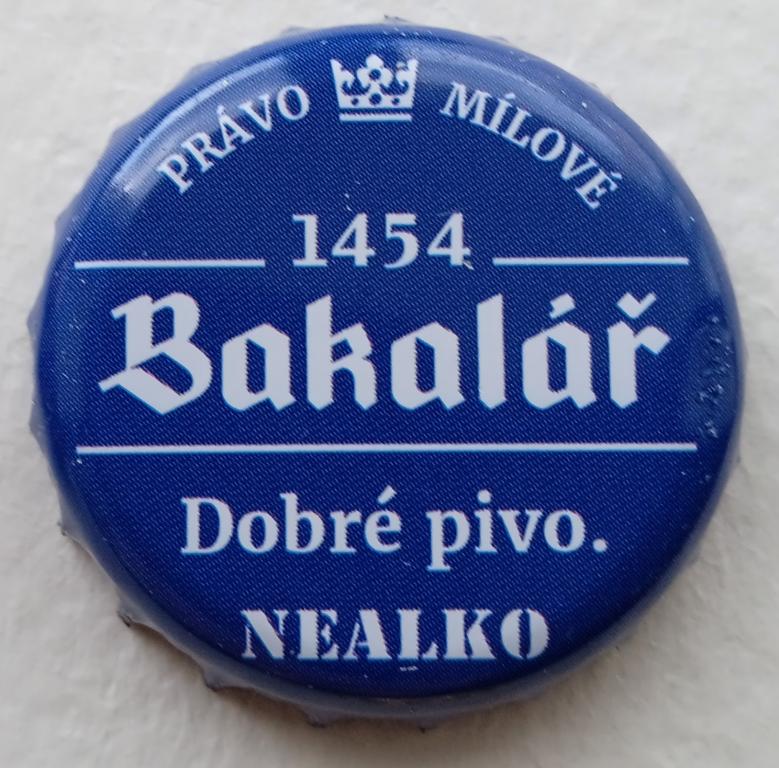 PRÁVO MÍLOVÉ
1454
Bakalář
Dobré pivo.
NEALKO